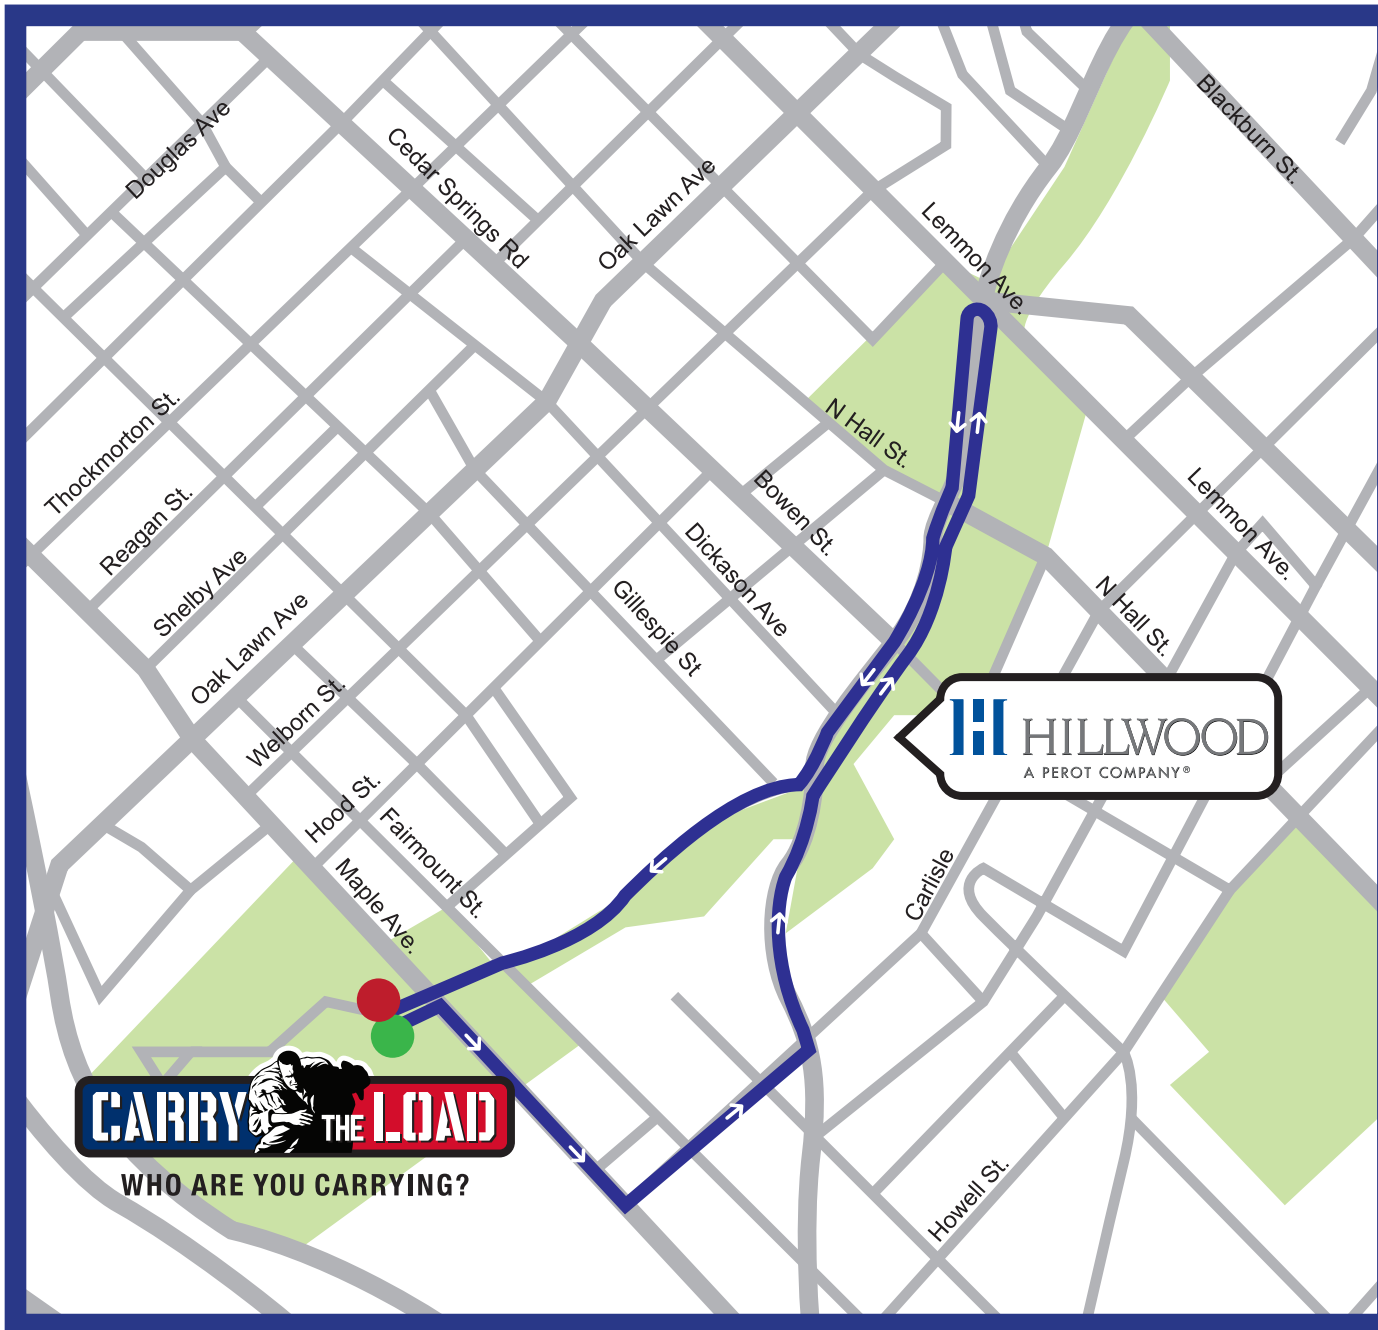 Blackburn St.
Douglas Ave
Cedar Springs Rd
Oak Lawn Ave
Lemmon Ave.
Thockmorton St.
N Hall St.
Reagan St.
Bowen St.
Lemmon Ave.
Shelby Ave
Dickason Ave
Gillespie St
N Hall St.
Oak Lawn Ave
Welborn St.
HILLWOOD
A PEROT COMPANY®
Hood St.
Fairmount St.
Maple Ave.
Carlisle
CARRY THE LOAD
WHO ARE YOU CARRYING?
Howell St.